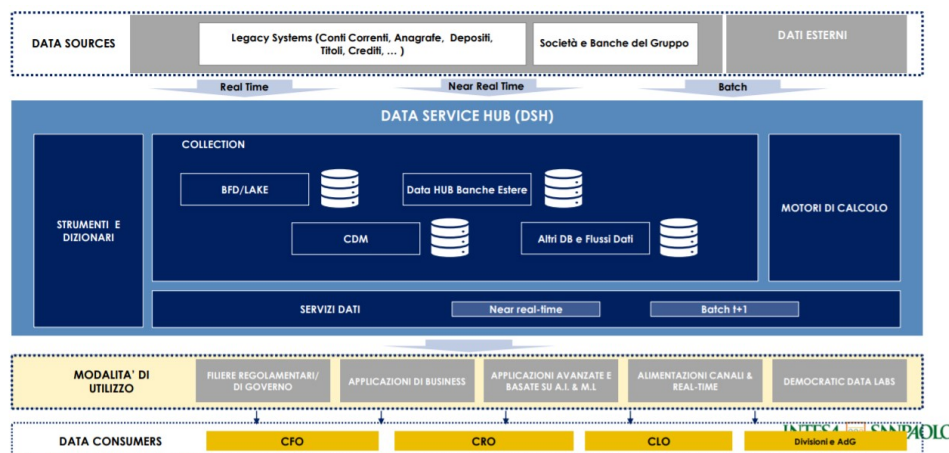 DATA SOURCES
Legacy Systems (Conti Correnti, Anagrafe, Depositi,
Titoli, Crediti, ... )
Società e Banche del Gruppo
DATI ESTERNI
Real Time
Near Real Time
Batch
DATA SERVICE HUB (DSH)
STRUMENTI E
DIZIONARI
COLLECTION
BFD/LAKE
Data HUB Banche Estere
CDM
Altri DB e Flussi Dati
MOTORI DI CALCOLO
SERVIZI DATI
Near real-time
Batch t+1
MODALITA' DI
UTILIZZO
FILIERE REGOLAMENTARI/
DI GOVERNO
APPLICAZIONI DI BUSINESS
APPLICAZIONI AVANZATE E
BASATE SU A.I. & M.L
ALIMENTAZIONI CANALI &
REAL-TIME
DEMOCRATIC DATA LABS
DATA CONSUMERS
CFO
CRO
CLO
Divisioni e AdG
INTESA SANPAOLO